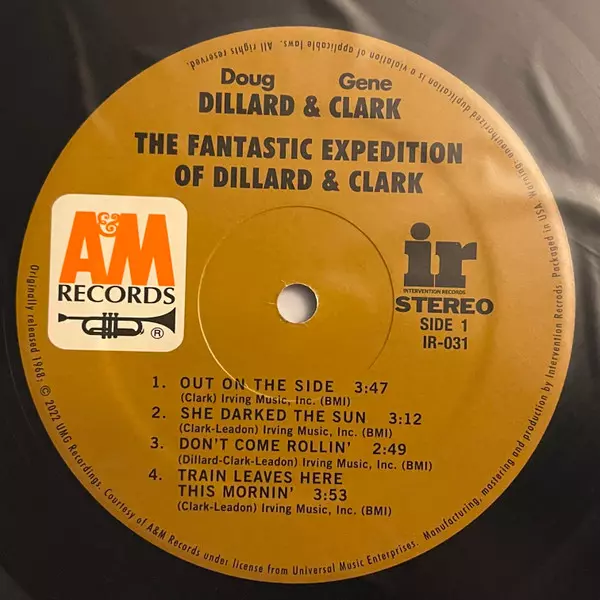 Doug Gene
DILLARD & CLARK
THE FANTASTIC EXPEDITION
OF DILLARD & CLARK
A&M
RECORDS
®
ir
INTERVENTION RECORDS
STEREO
SIDE 1
IR-031
1. OUT ON THE SIDE 3:47
(Clark) Irving Music, Inc. (BMI)
2. SHE DARKED THE SUN 3:12
(Clark-Leadon) Irving Music, Inc. (BMI)
3. DON'T COME ROLLIN' 2:49
(Dillard-Clark-Leadon) Irving Music, Inc. (BMI)
4. TRAIN LEAVES HERE
THIS MORNIN' 3:53
(Clark-Leadon) Irving Music, Inc. (BMI)
Originally released 1968: © 2022 UMG Recordings. Courtesy of A&M Records under license from Universal Music Enterprises. Manufacturing, mastering and production by Intervention Records. Packaged in USA. Warning: unauthorized duplication is a violation of applicable laws. All rights reserved.